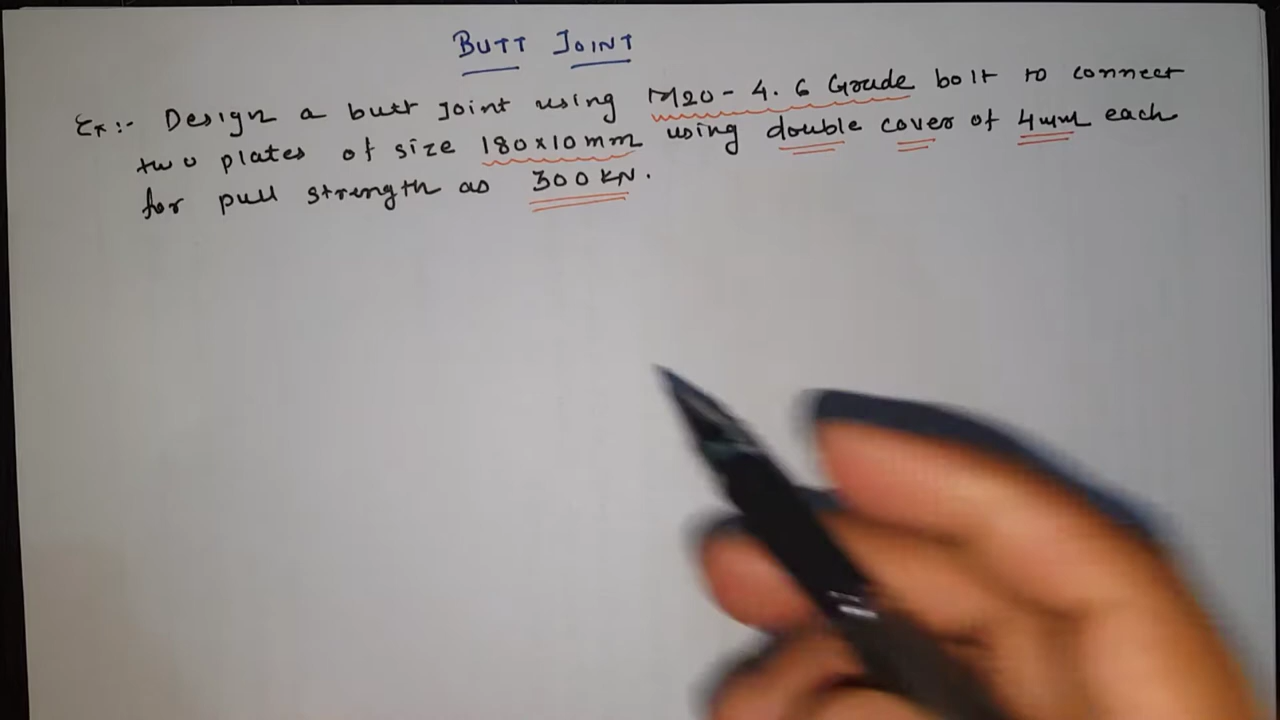 BUTT JOINT
Ex:- Design a butt Joint using M20-4.6 Grade bolt to connect
two plates of size 180x10mm using double cover of 4mm each
for pull strength as 300 KN.